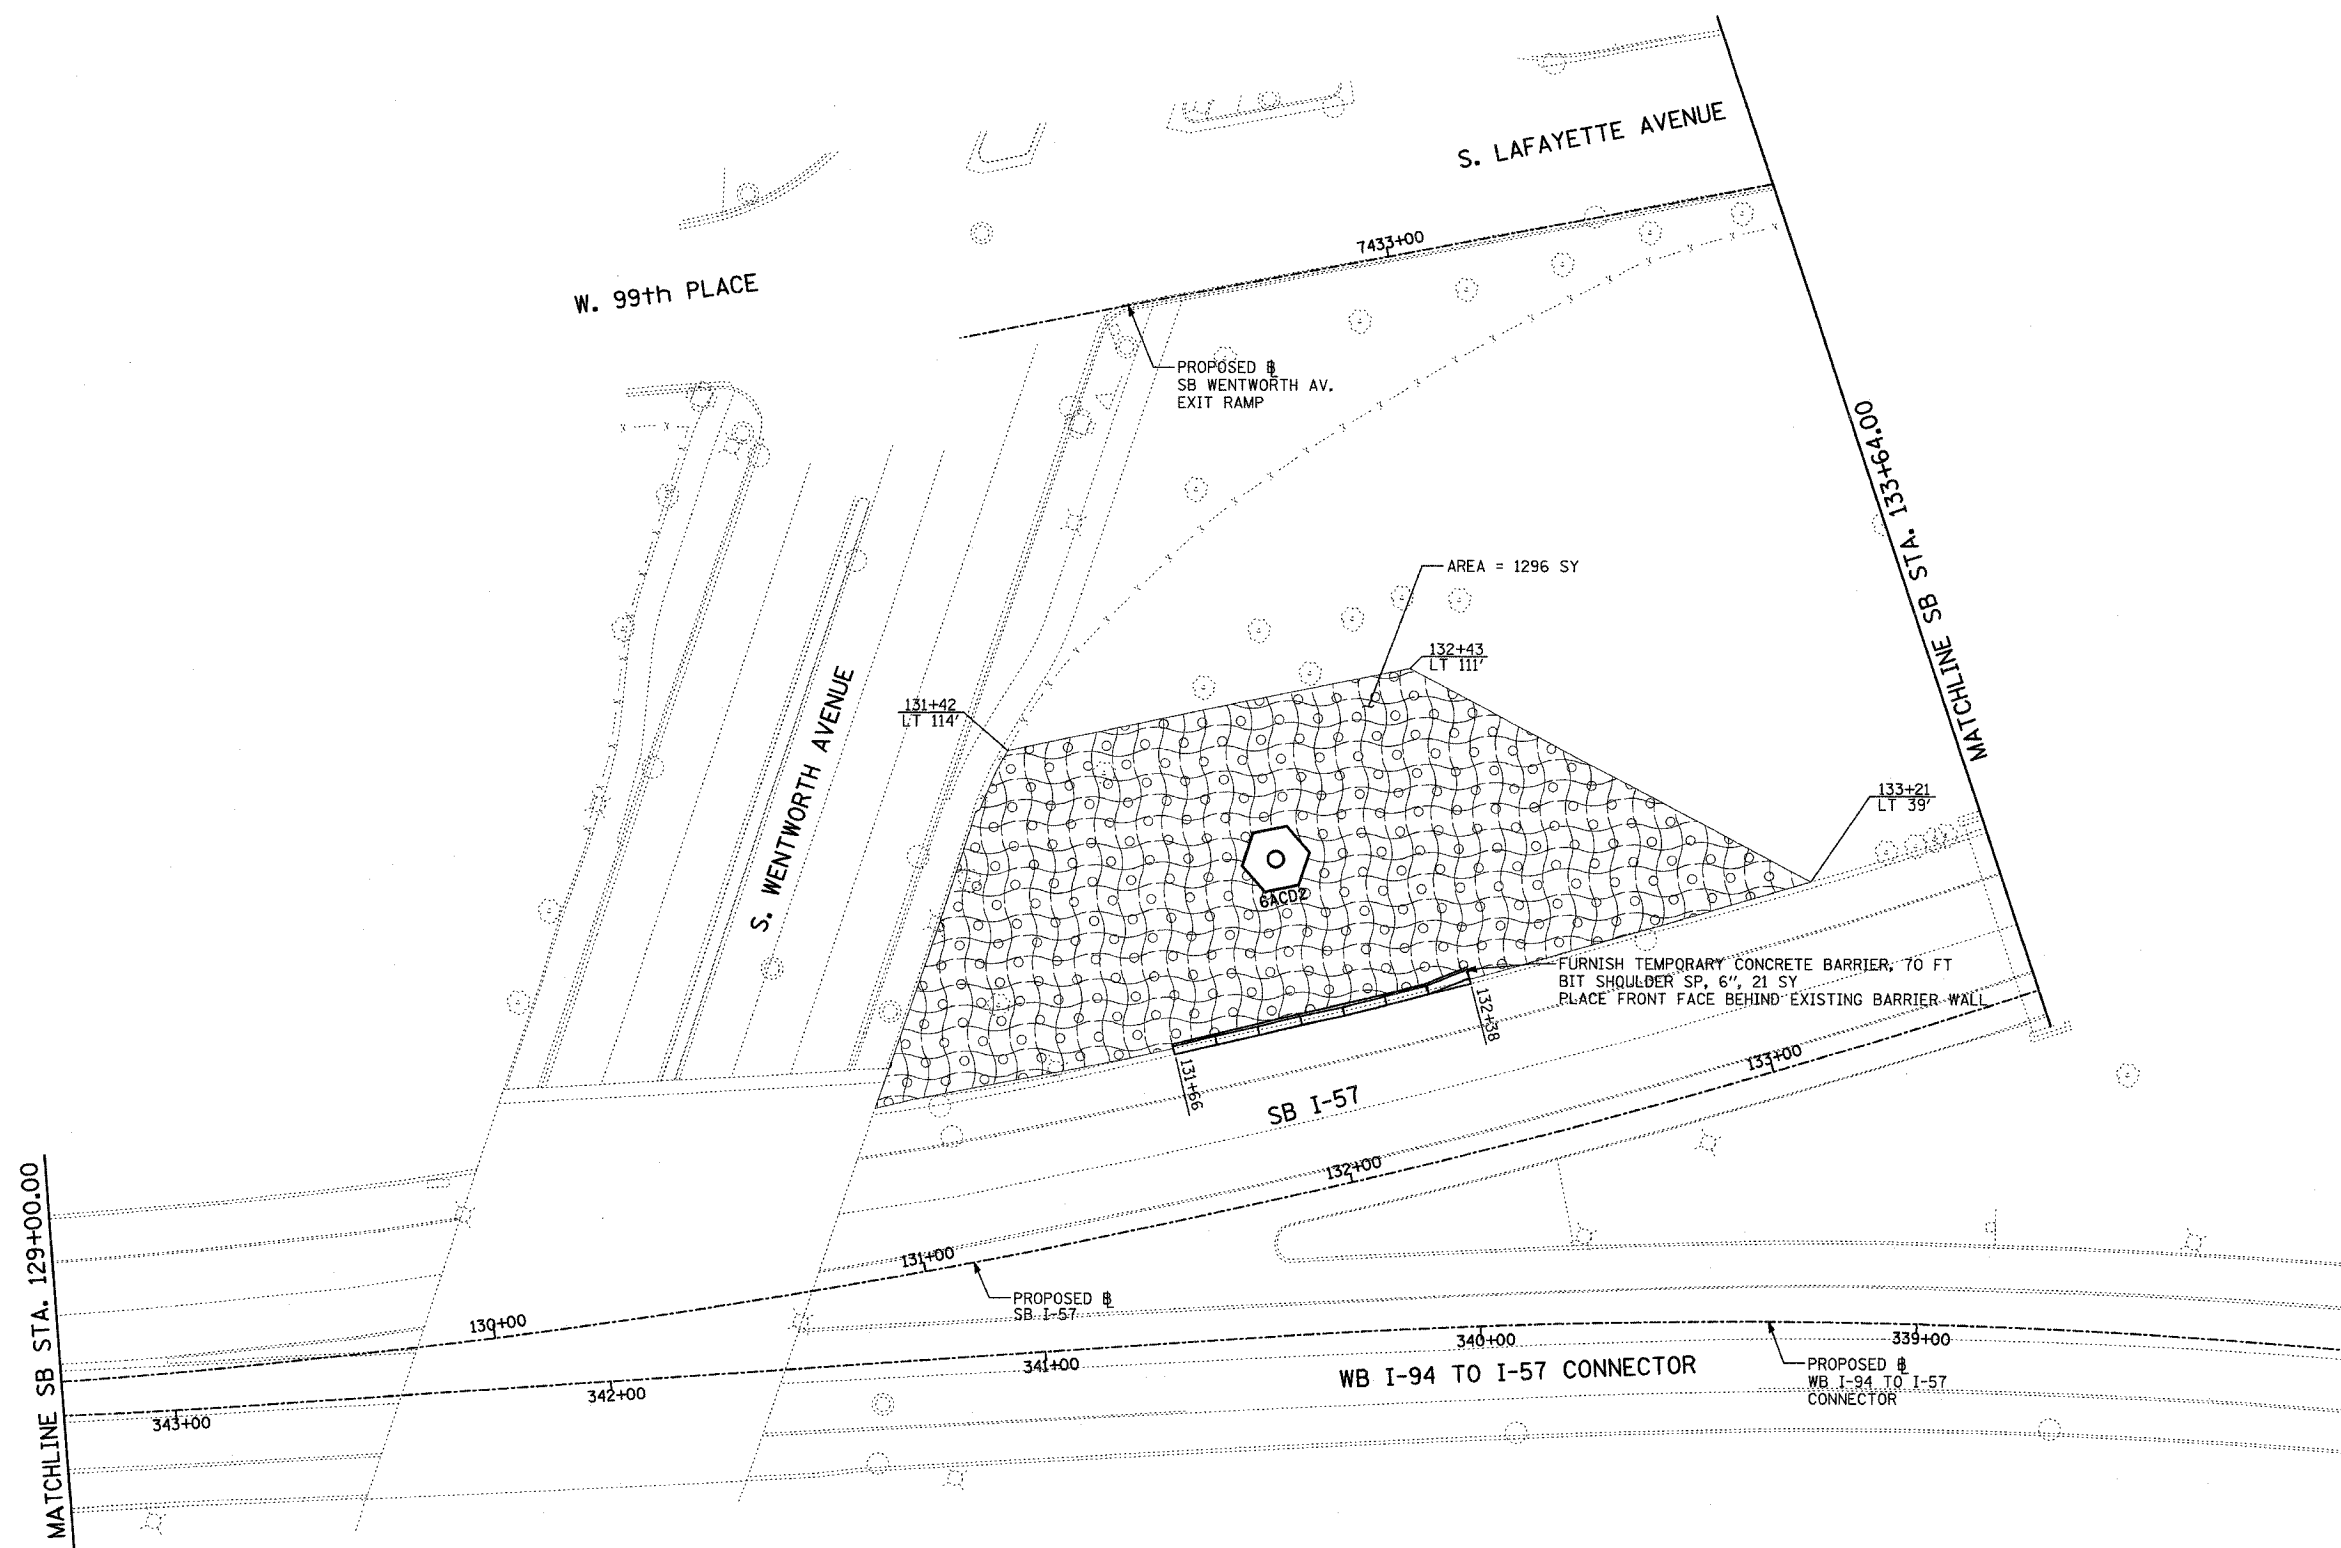 S. LAFAYETTE AVENUE
7433+00
W. 99th PLACE
PROPOSED ℄
SB WENTWORTH AV.
EXIT RAMP
MATCHLINE SB STA. 133+64.00
AREA = 1296 SY
132+43
LT 111'
131+42
LT 114'
S. WENTWORTH AVENUE
133+21
LT 39'
6ACD2
FURNISH TEMPORARY CONCRETE BARRIER, 70 FT
BIT SHOULDER SP, 6", 21 SY
PLACE FRONT FACE BEHIND EXISTING BARRIER WALL
132+38
131+66
SB I-57
133+00
132+00
131+00
130+00
PROPOSED
SB I-57
MATCHLINE SB STA. 129+00.00
343+00
342+00
341+00
340+00
339+00
WB I-94 TO I-57 CONNECTOR
PROPOSED
WB I-94 TO I-57
CONNECTOR